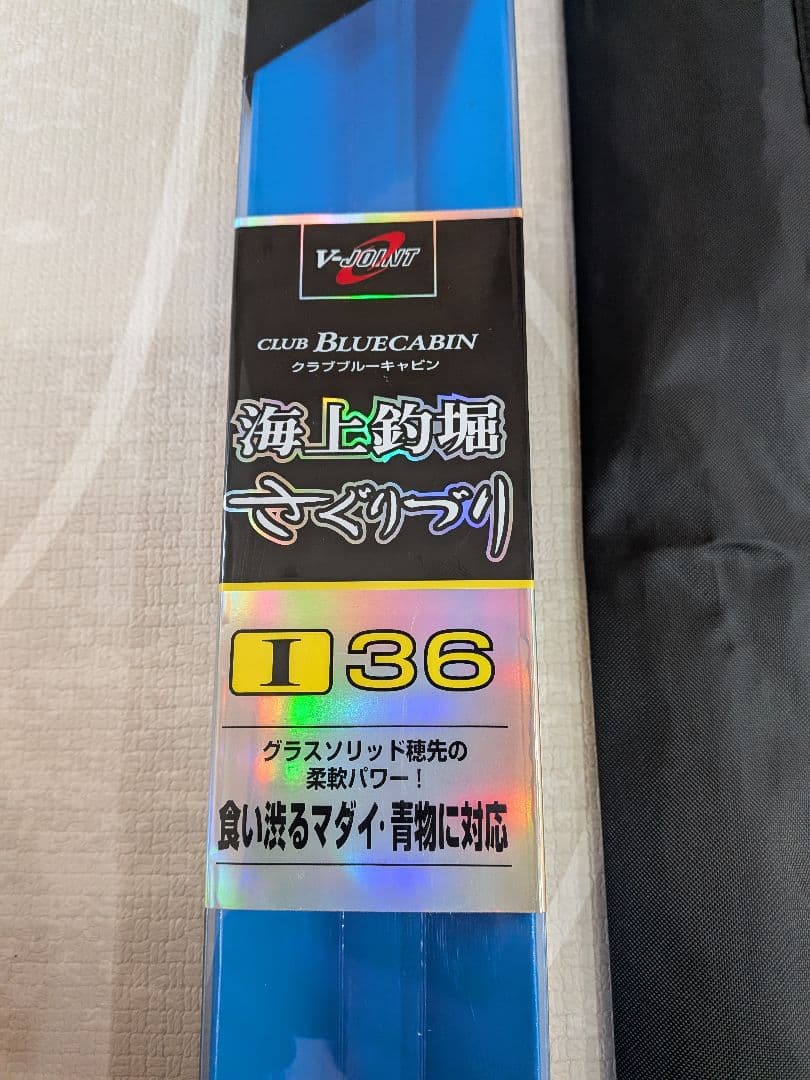 V-JOINT
CLUB BLUECABIN
クラブブルーキャビン
海上釣堀
さぐりづり
I 36
グラスソリッド穂先の
柔軟パワー！
食い渋るマダイ・青物に対応